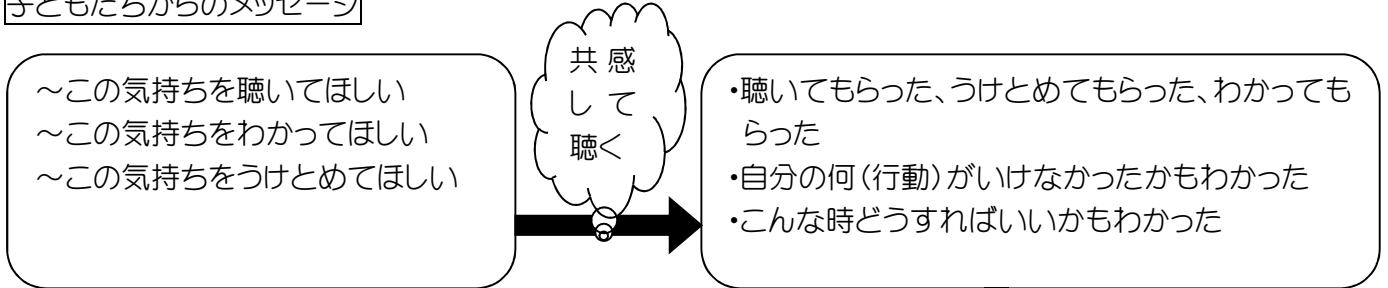 子どもたちからのメッセージ
～この気持ちを聴いてほしい
～この気持ちをわかってほしい
～この気持ちをうけとめてほしい
共感
して
聴く
・聴いてもらった、うけとめてもらった、わかっても
らった
・自分の何（行動）がいけなかったかもわかった
・こんな時どうすればいいかもわかった